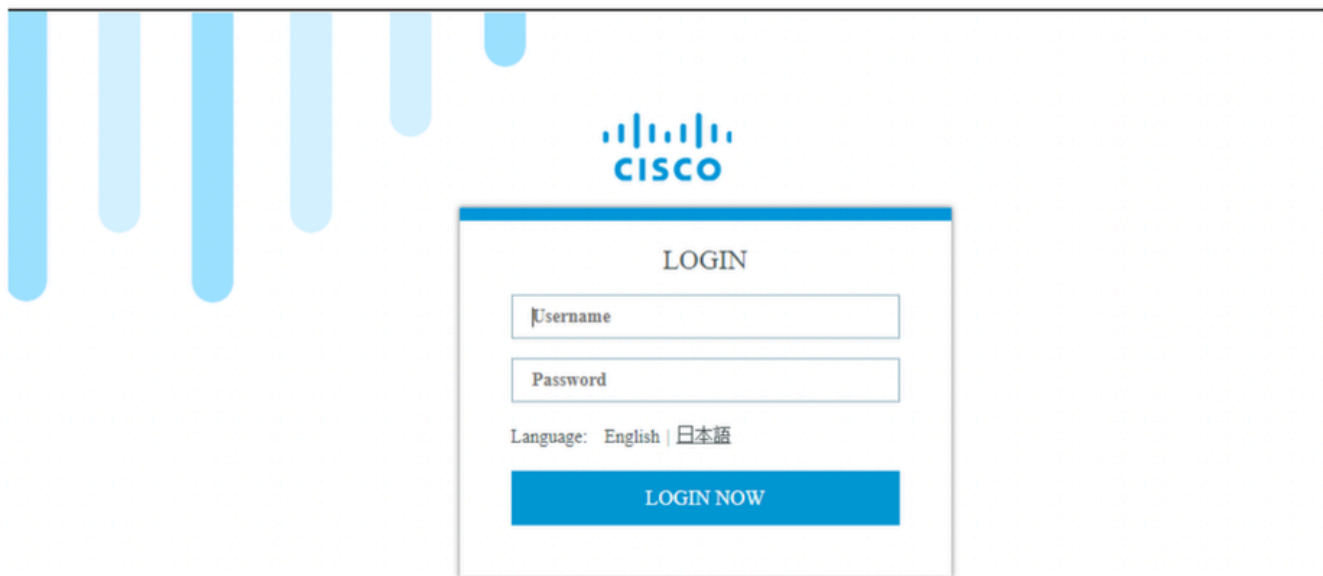 CISCO
LOGIN
Username
Password
Language: English | 日本語
LOGIN NOW